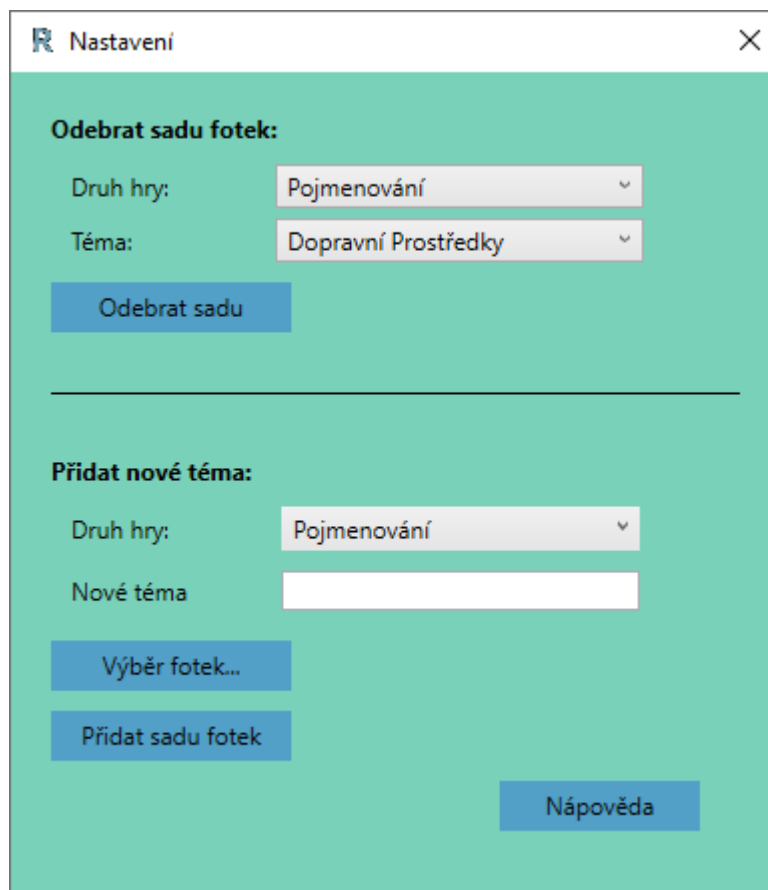 Nastavení
Odebrat sadu fotek:
Druh hry: Pojmenování
Téma: Dopravní Prostředky
Odebrat sadu
Přidat nové téma:
Druh hry: Pojmenování
Nové téma
Výběr fotek...
Přidat sadu fotek
Nápověda